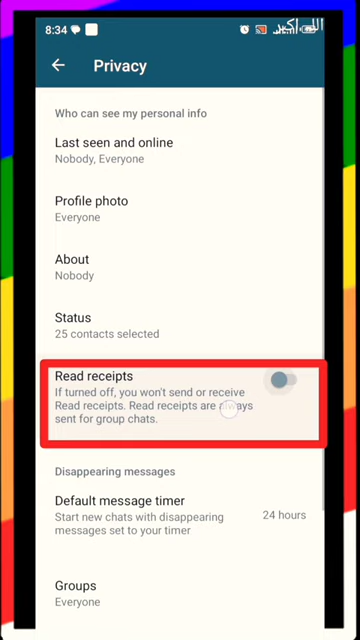 8:34
الله أكبر
Privacy
Who can see my personal info
Last seen and online
Nobody, Everyone
Profile photo
Everyone
About
Nobody
Status
25 contacts selected
Read receipts
If turned off, you won't send or receive
Read receipts. Read receipts are always
sent for group chats.
Disappearing messages
Default message timer
Start new chats with disappearing
messages set to your timer
24 hours
Groups
Everyone